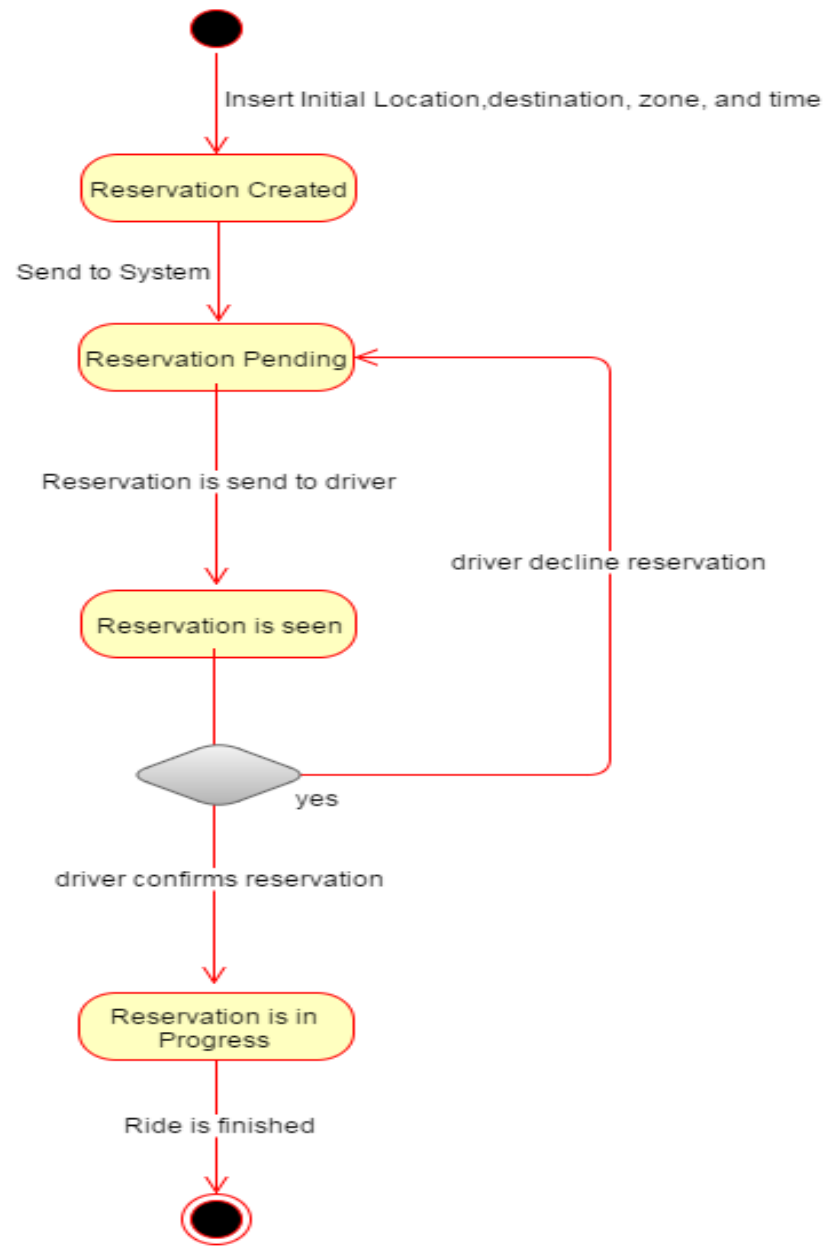 Insert Initial Location,destination, zone, and time
Reservation Created
Send to System
Reservation Pending
Reservation is send to driver
driver decline reservation
Reservation is seen
yes
driver confirms reservation
Reservation is in
Progress
Ride is finished